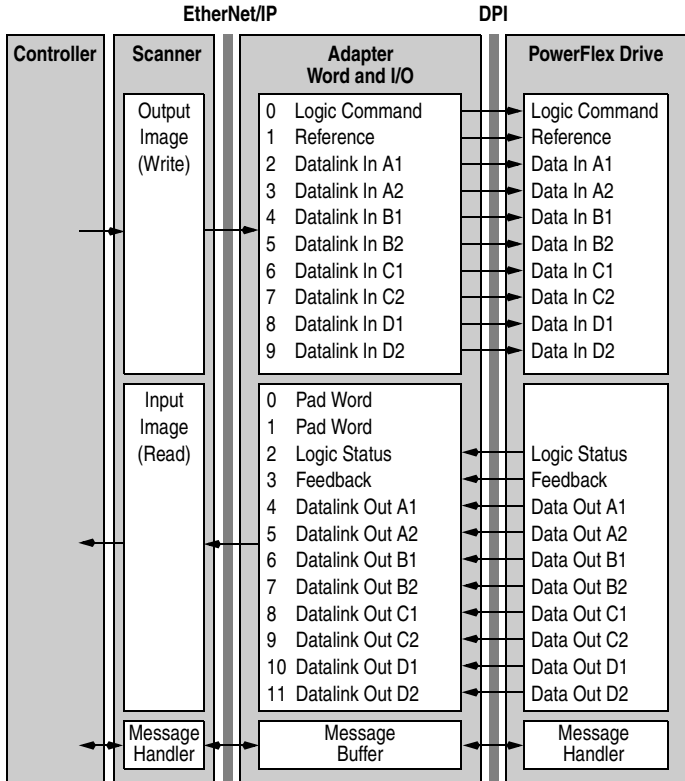 EtherNet/IP DPI
Controller Scanner Adapter PowerFlex Drive
Word and I/O
Output
Image
(Write)
0 Logic Command
1 Reference
2 Datalink In A1
3 Datalink In A2
4 Datalink In B1
5 Datalink In B2
6 Datalink In C1
7 Datalink In C2
8 Datalink In D1
9 Datalink In D2
Logic Command
Reference
Data In A1
Data In A2
Data In B1
Data In B2
Data In C1
Data In C2
Data In D1
Data In D2
Input
Image
(Read)
0 Pad Word
1 Pad Word
2 Logic Status
3 Feedback
4 Datalink Out A1
5 Datalink Out A2
6 Datalink Out B1
7 Datalink Out B2
8 Datalink Out C1
9 Datalink Out C2
10 Datalink Out D1
11 Datalink Out D2
Logic Status
Feedback
Data Out A1
Data Out A2
Data Out B1
Data Out B2
Data Out C1
Data Out C2
Data Out D1
Data Out D2
Message
Handler
Message
Buffer
Message
Handler